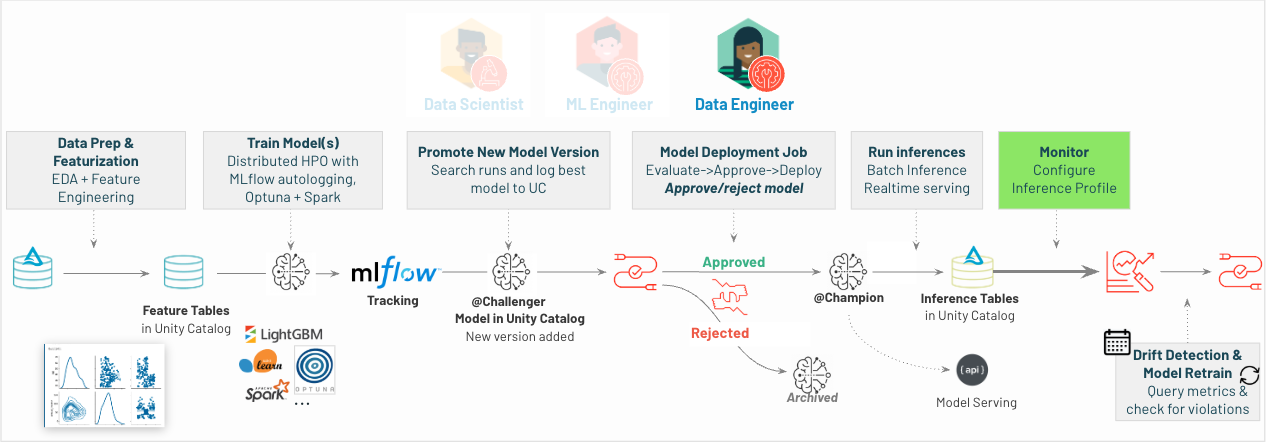 Data Scientist
ML Engineer
Data Engineer
Data Prep &
Featurization
EDA + Feature
Engineering
Train Model(s)
Distributed HPO with
MLflow autologging,
Optuna + Spark
Promote New Model Version
Search runs and log best
model to UC
Model Deployment Job
Evaluate->Approve->Deploy
Approve/reject model
Run inferences
Batch Inference
Realtime serving
Monitor
Configure
Inference Profile
Feature Tables
in Unity Catalog
mlflow
Tracking
@Challenger
Model in Unity Catalog
New version added
Approved
Rejected
@Champion
Archived
Inference Tables
in Unity Catalog
{api}
Model Serving
Drift Detection &
Model Retrain
Query metrics &
check for violations
LightGBM
learn
OPTUNA
APACHE
Spark
...